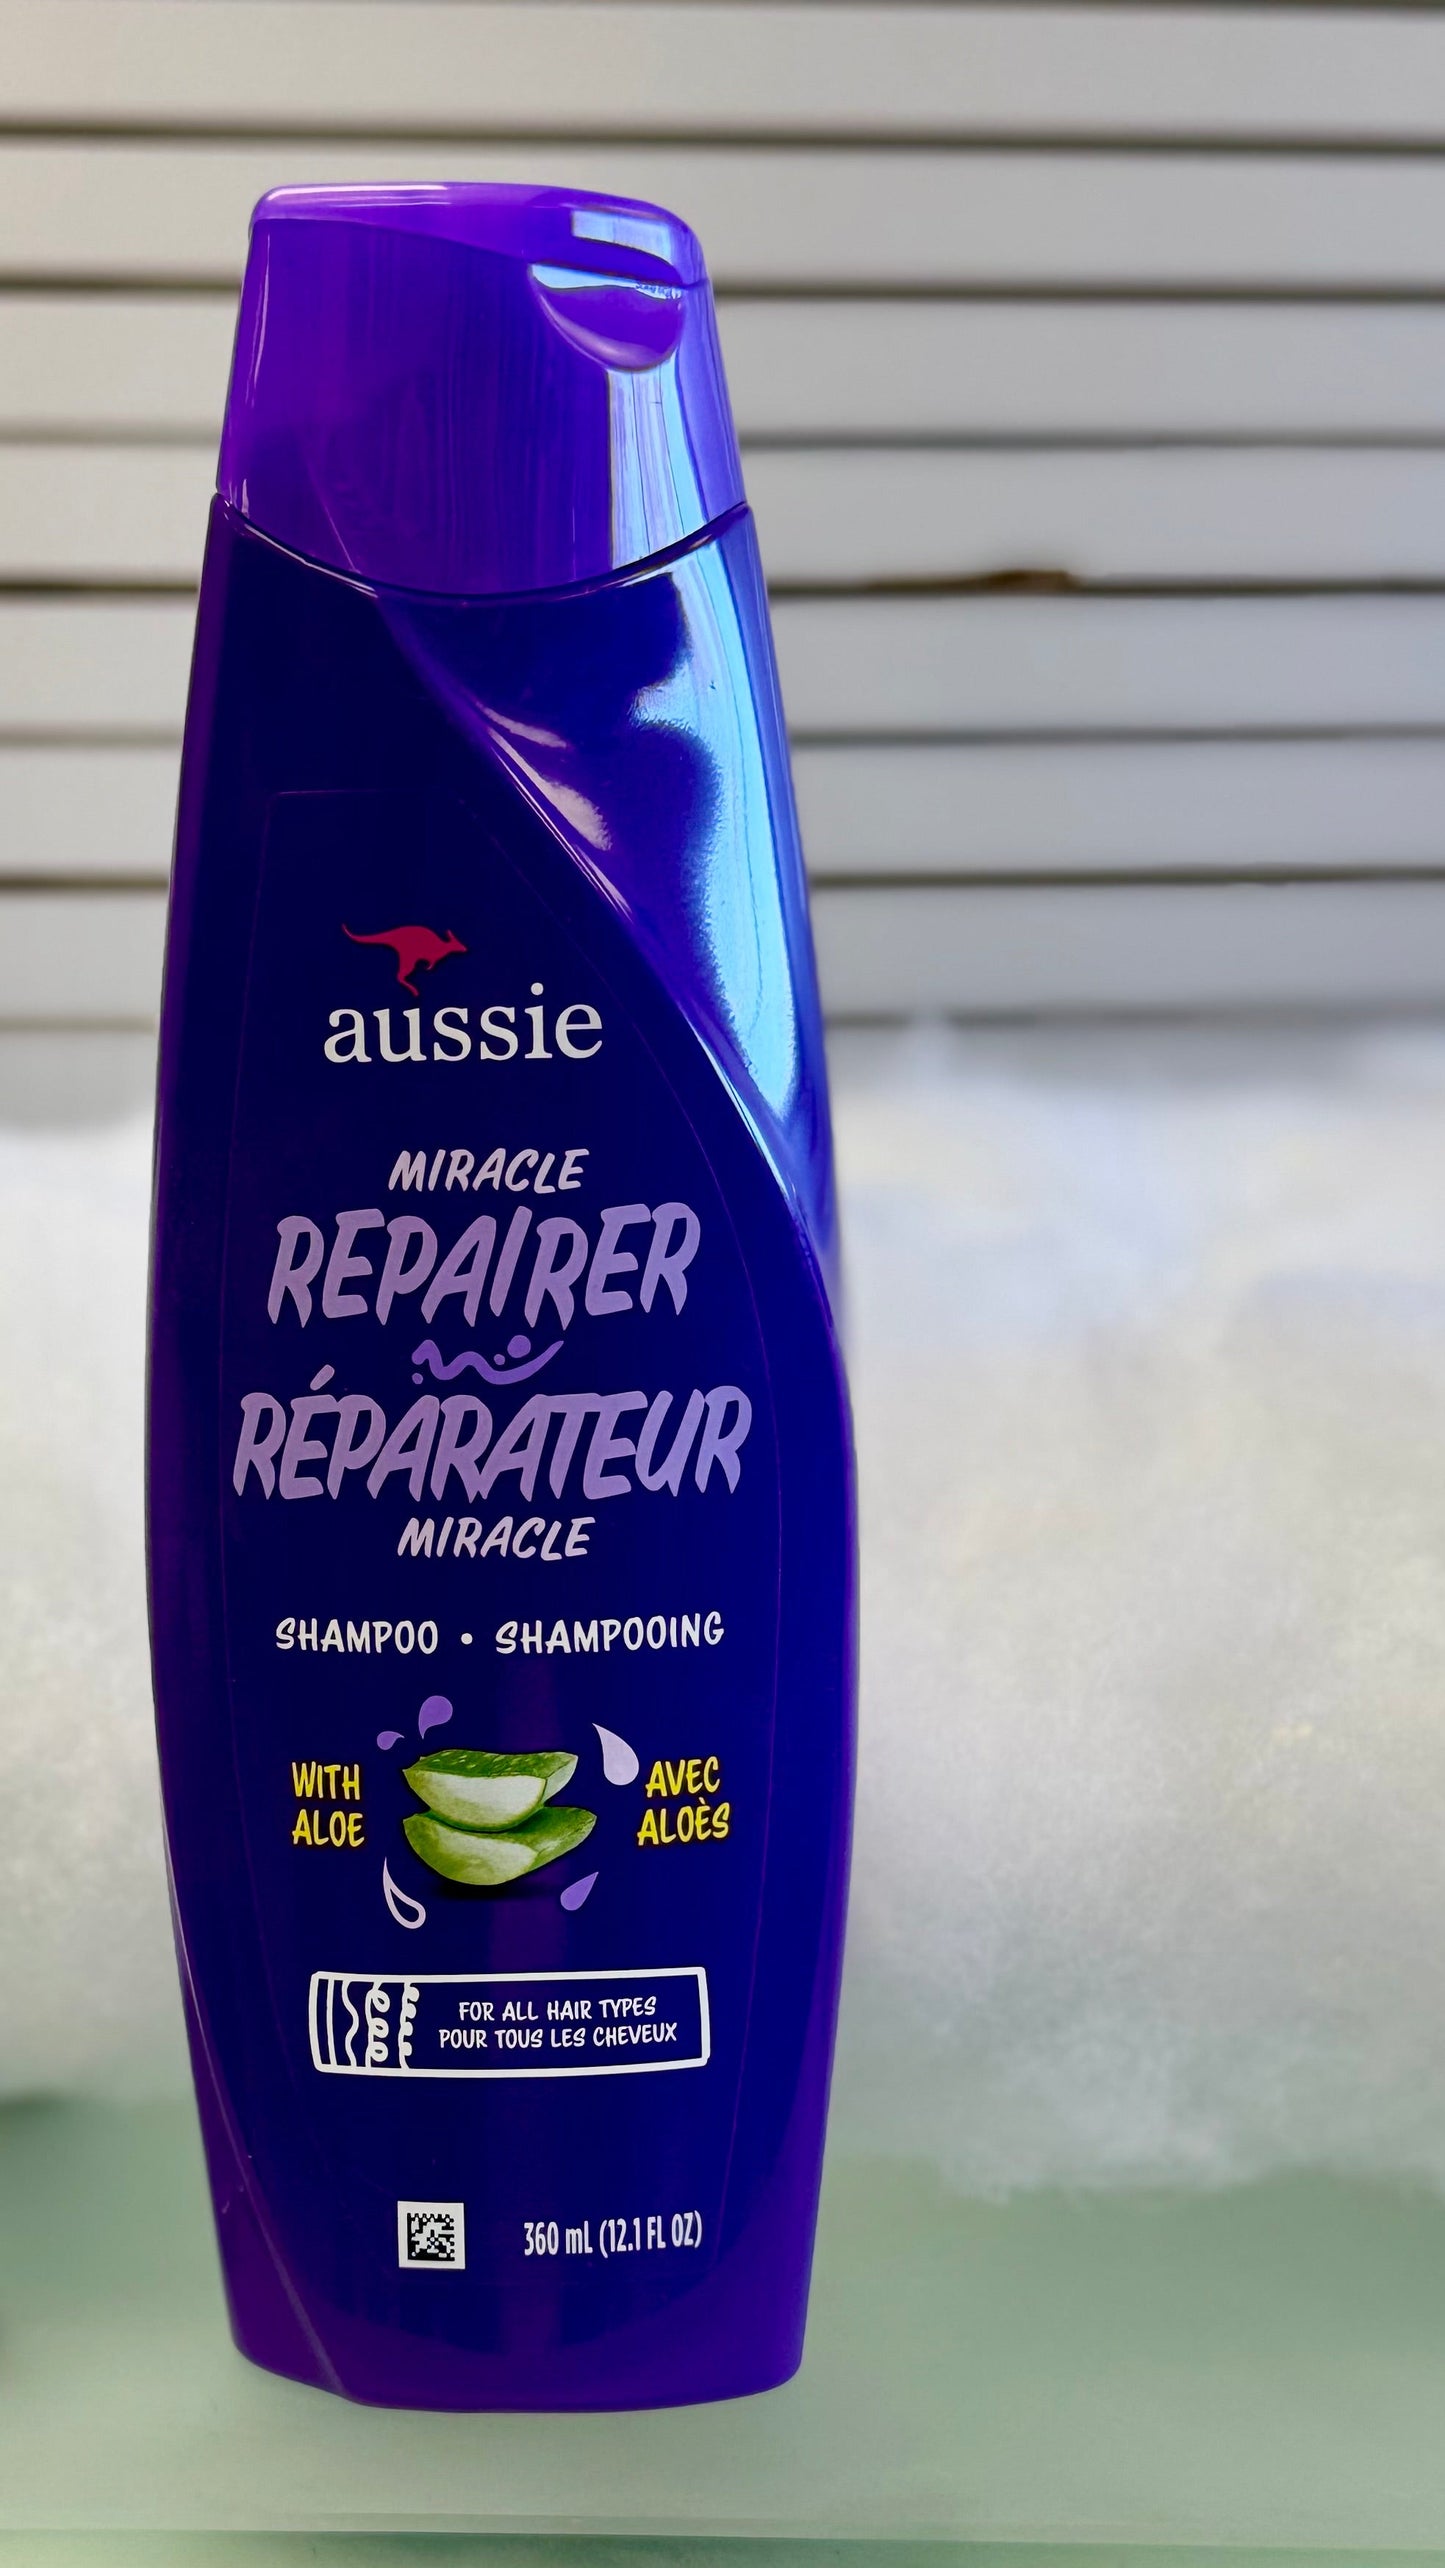 aussie
MIRACLE
REPAIRER
RÉPARATEUR
MIRACLE
SHAMPOO • SHAMPOOING
WITH
ALOE
AVEC
ALOÈS
FOR ALL HAIR TYPES
POUR TOUS LES CHEVEUX
360 mL (12.1 FL OZ)